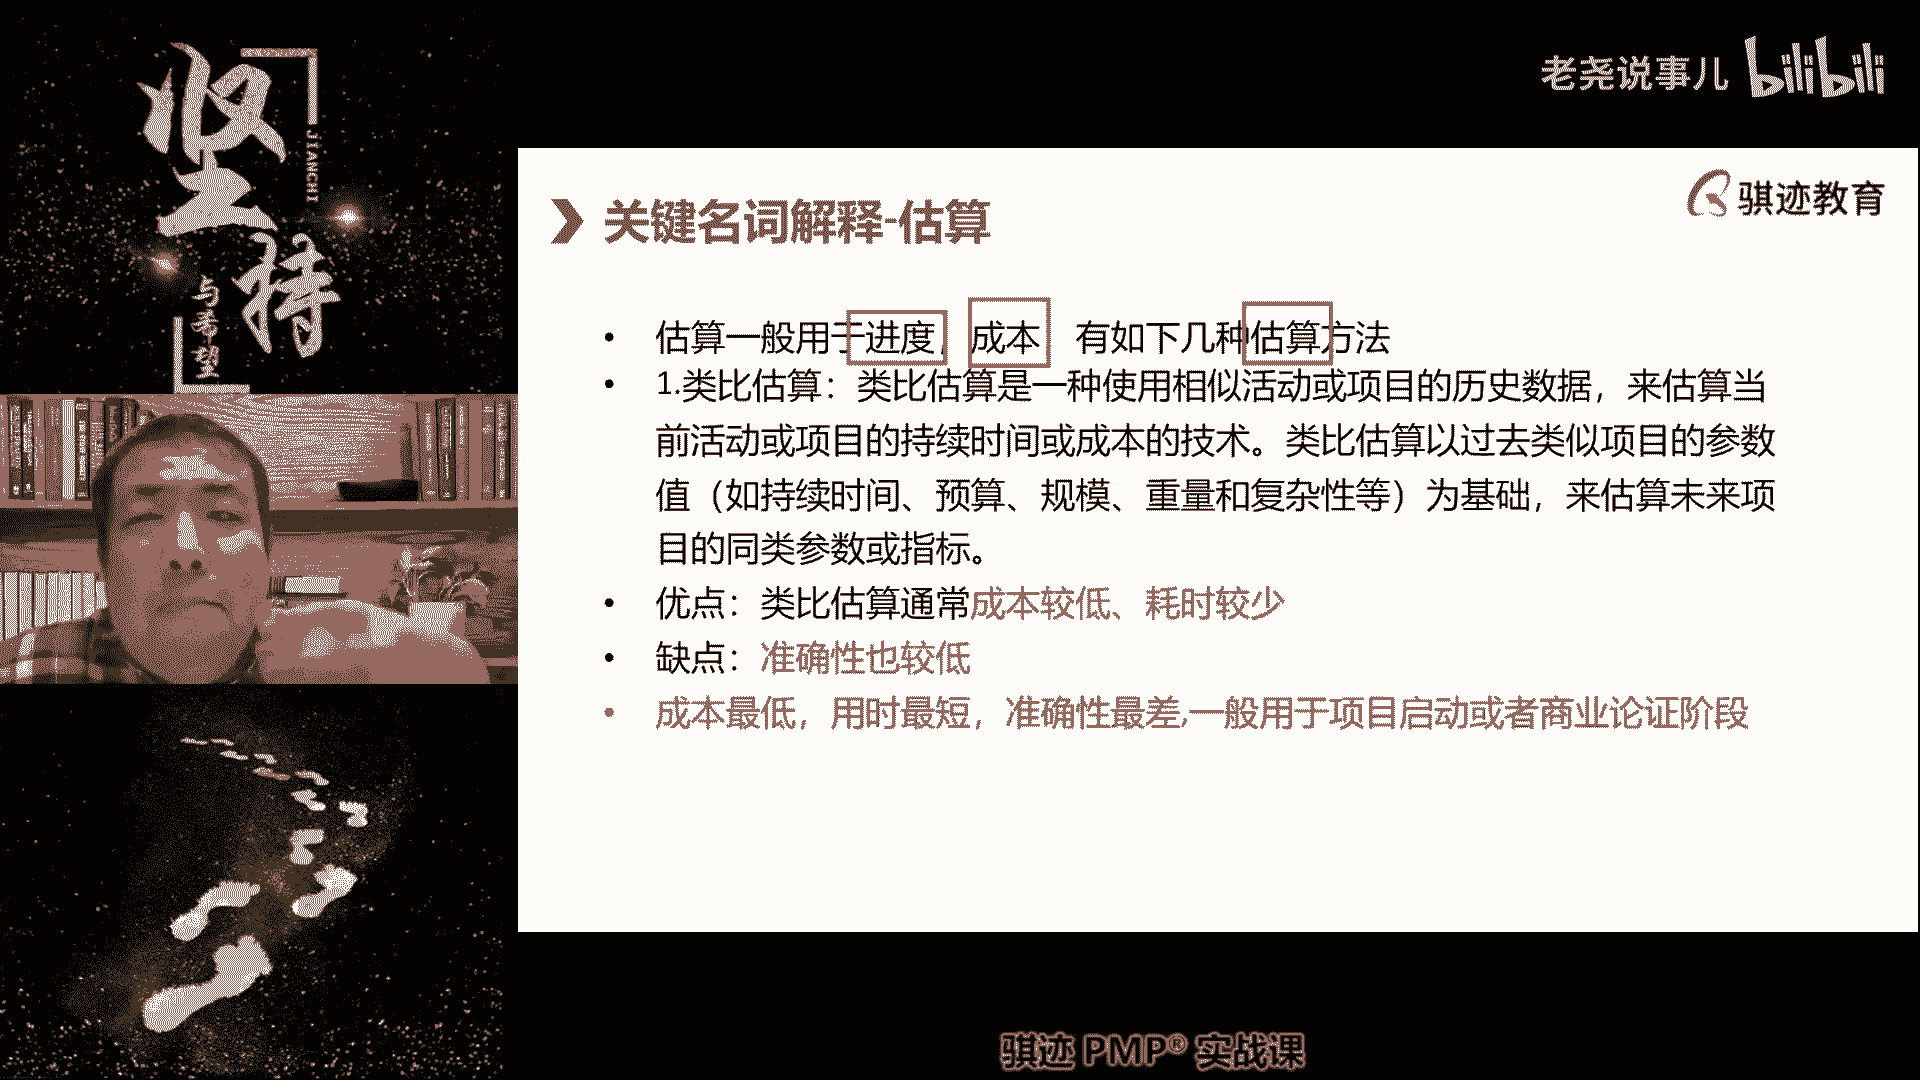 坚持
JIANCHI
与希望
老尧说事儿 bilibili
骐迹教育
关键名词解释-估算
• 估算一般用于进度，成本 有如下几种估算方法
• 1.类比估算：类比估算是一种使用相似活动或项目的历史数据，来估算当
前活动或项目的持续时间或成本的技术。类比估算以过去类似项目的参数
值（如持续时间、预算、规模、重量和复杂性等）为基础，来估算未来项
目的同类参数或指标。
• 优点：类比估算通常成本较低、耗时较少
• 缺点：准确性也较低
• 成本最低，用时最短，准确性最差,一般用于项目启动或者商业论证阶段
骐迹 PMP® 实战课